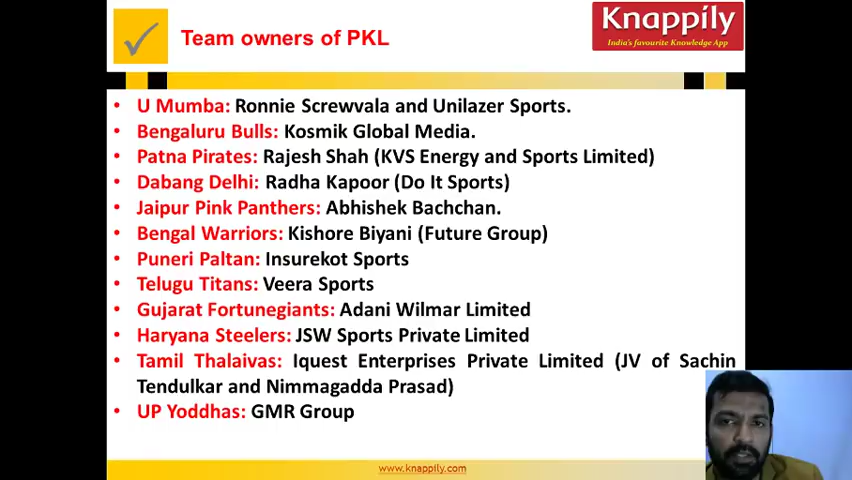 Team owners of PKL
Knappily
India's favourite Knowledge App
• U Mumba: Ronnie Screwvala and Unilazer Sports.
• Bengaluru Bulls: Kosmik Global Media.
• Patna Pirates: Rajesh Shah (KVS Energy and Sports Limited)
• Dabang Delhi: Radha Kapoor (Do It Sports)
• Jaipur Pink Panthers: Abhishek Bachchan.
• Bengal Warriors: Kishore Biyani (Future Group)
• Puneri Paltan: Insurekot Sports
• Telugu Titans: Veera Sports
• Gujarat Fortunegiants: Adani Wilmar Limited
• Haryana Steelers: JSW Sports Private Limited
• Tamil Thalaivas: Iquest Enterprises Private Limited (JV of Sachin
Tendulkar and Nimmagadda Prasad)
• UP Yoddhas: GMR Group
www.knappily.com